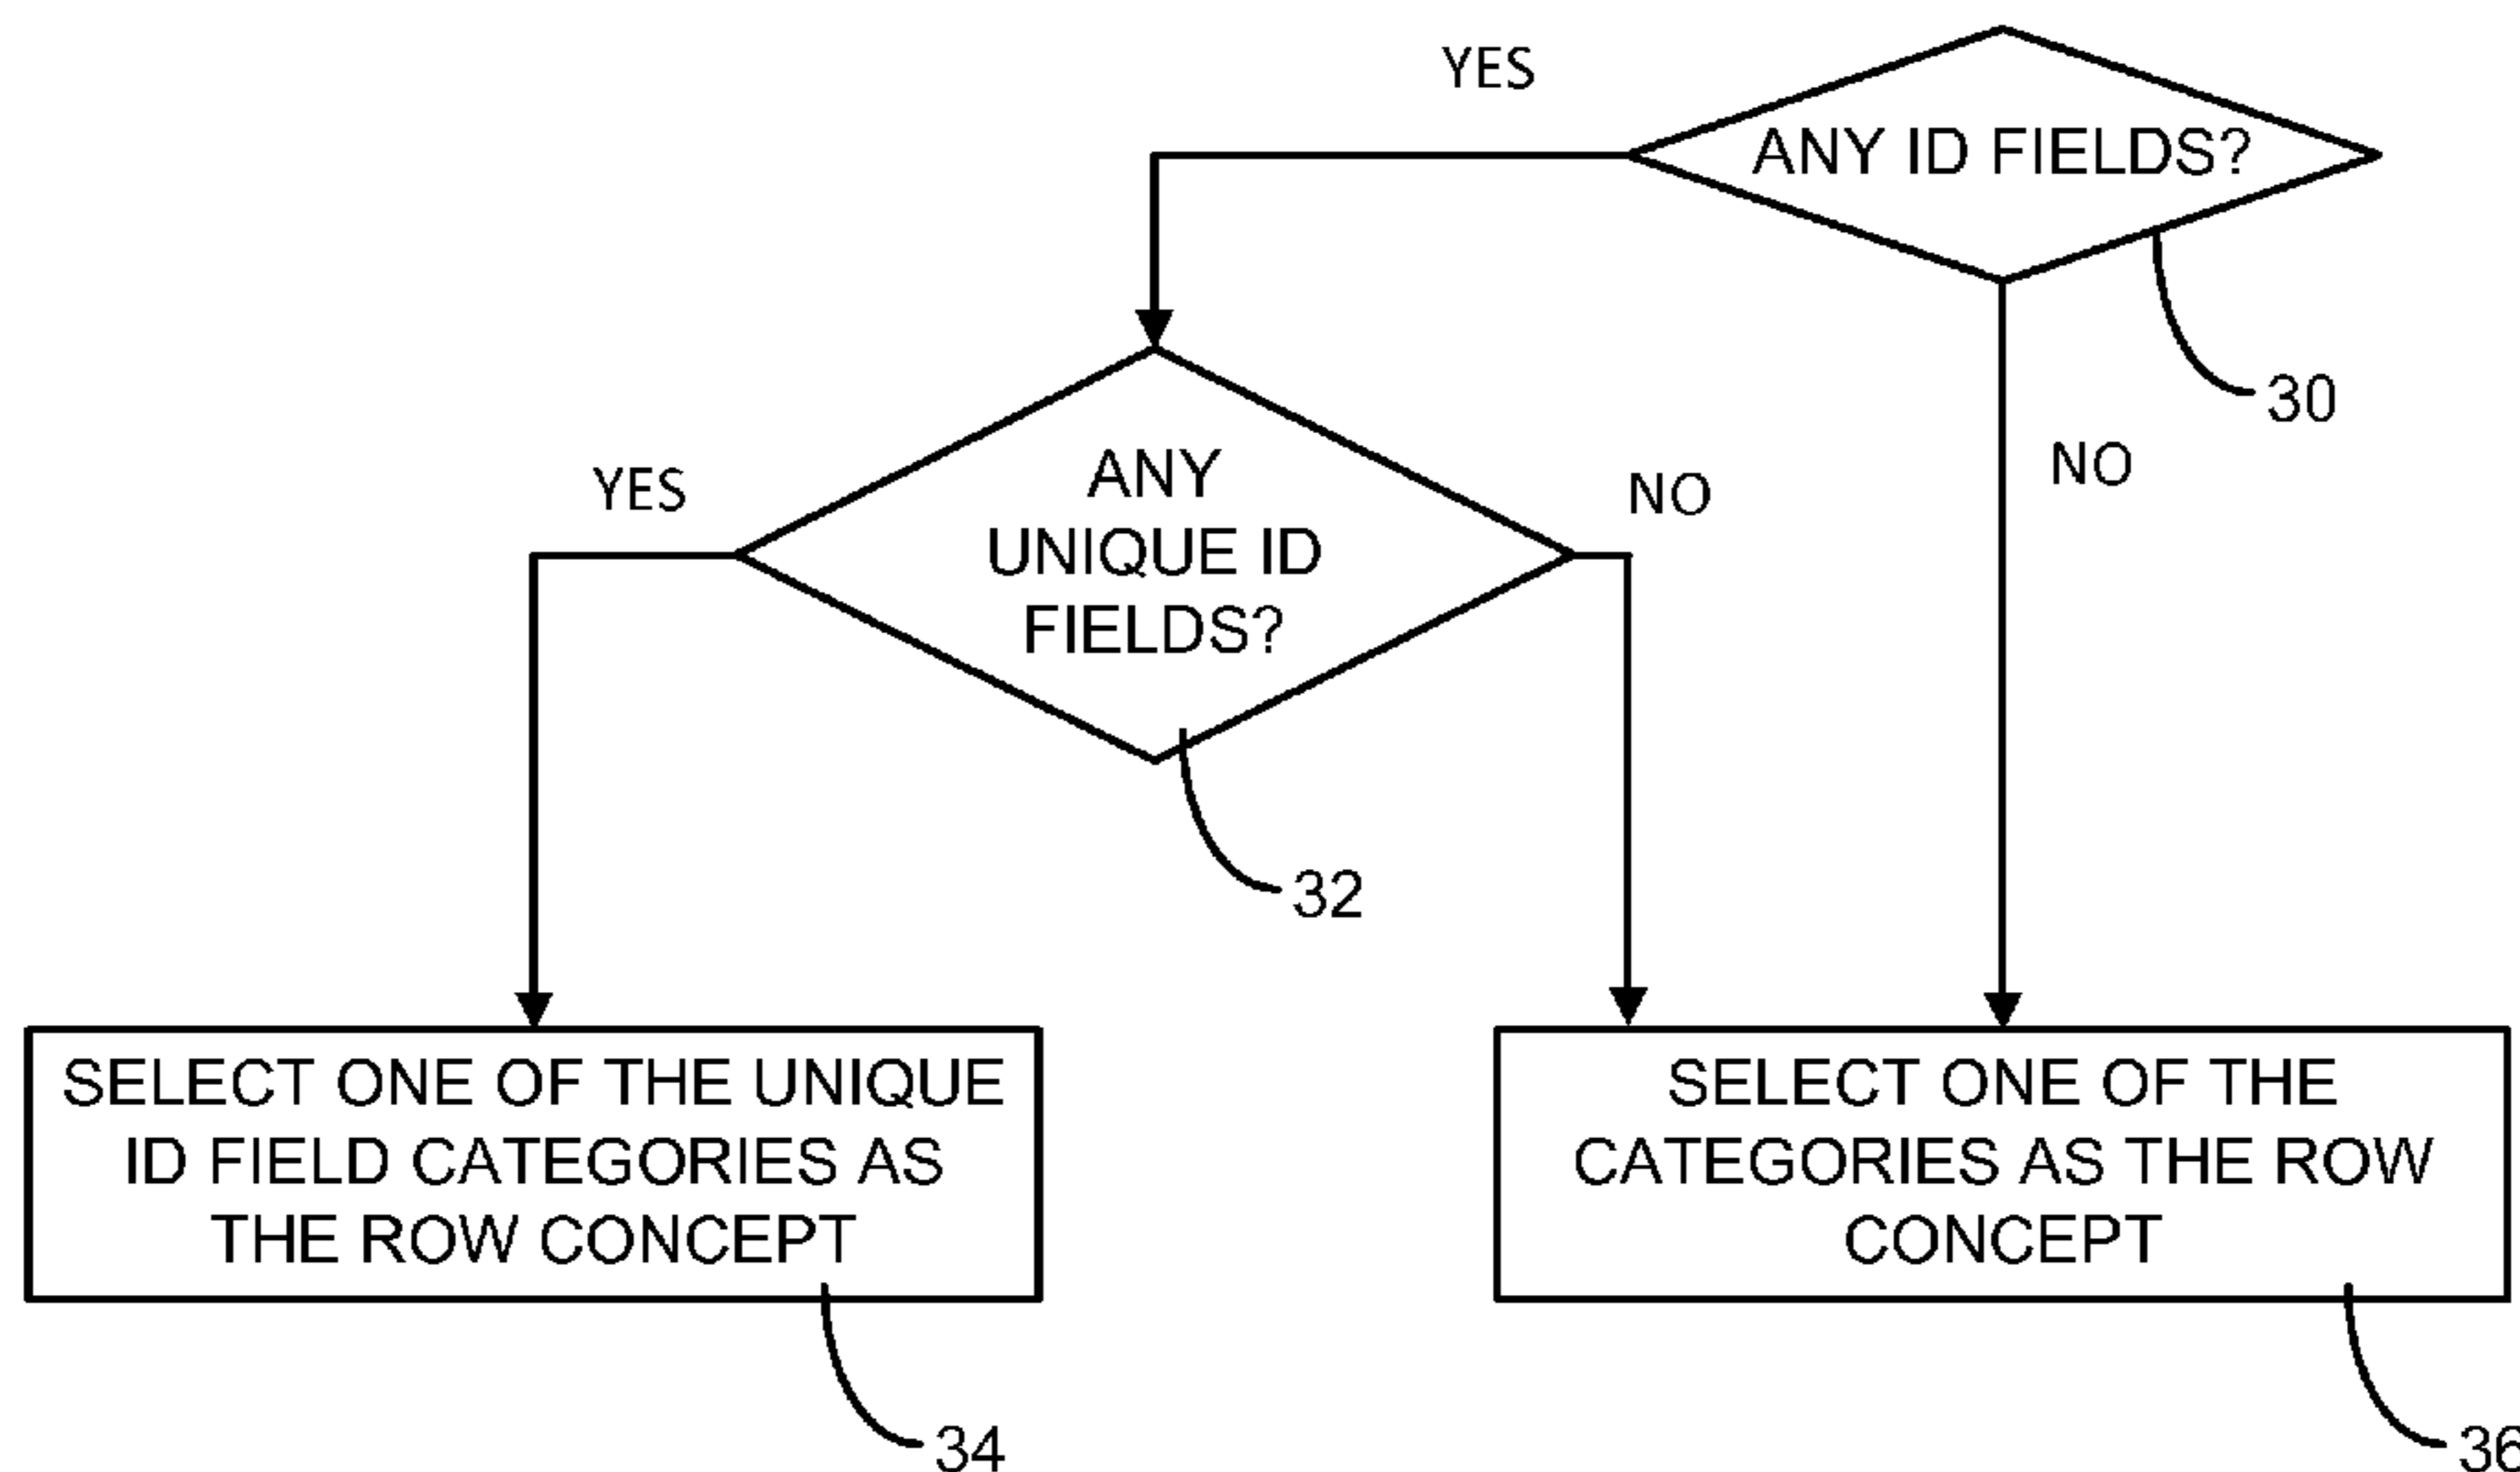 YES
ANY ID FIELDS?
30
NO
YES
ANY
UNIQUE ID
FIELDS?
NO
32
SELECT ONE OF THE UNIQUE
ID FIELD CATEGORIES AS
THE ROW CONCEPT
34
SELECT ONE OF THE
CATEGORIES AS THE ROW
CONCEPT
36